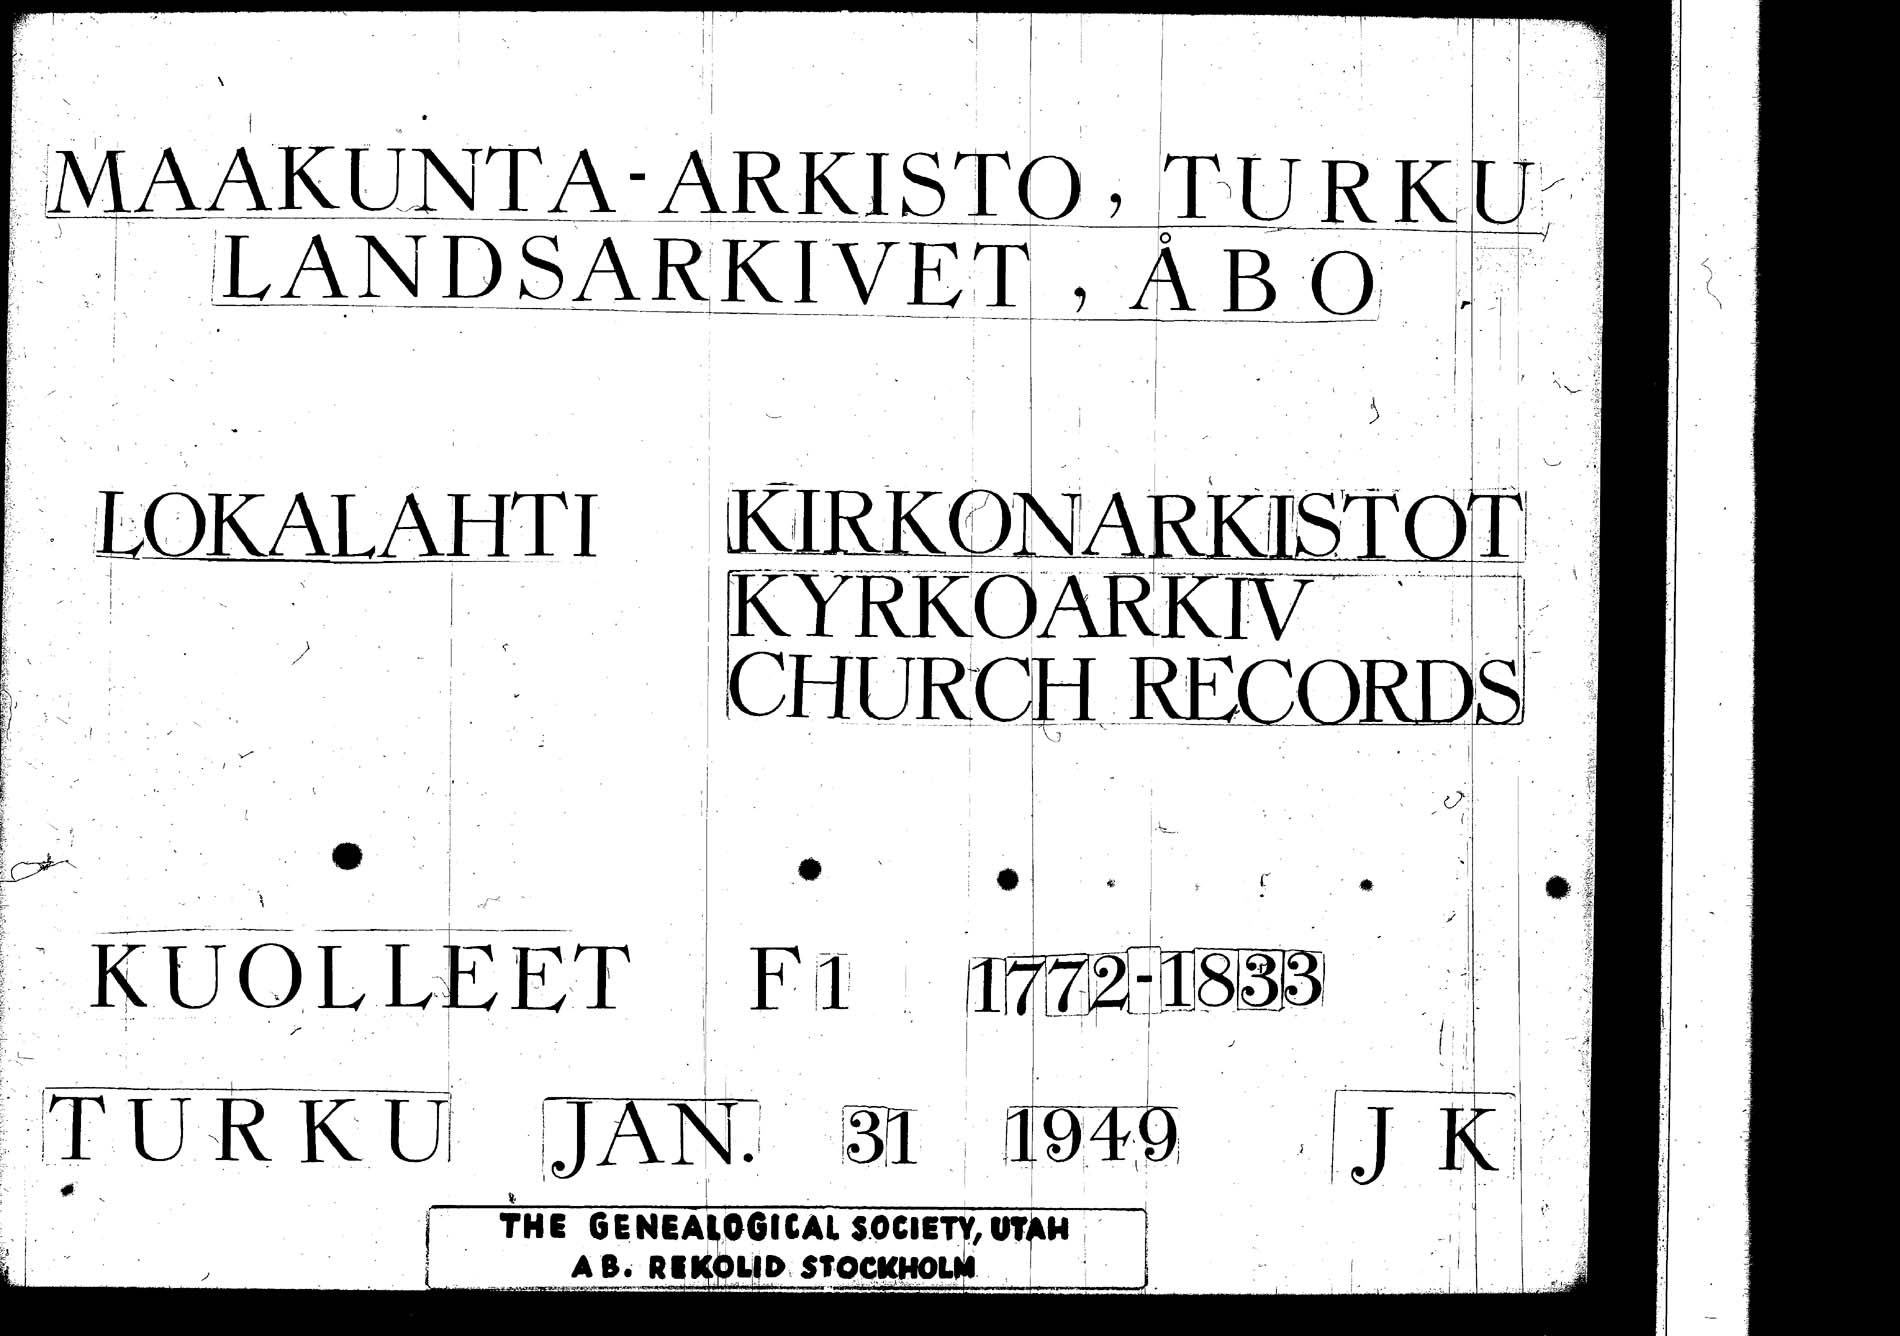 MAAKUNTA-ARKISTO, TURKU
LANDSARKIVET, ÅBO
LOKALAHTI KIRKONARKISTOT
KYRKOARKIV
CHURCH RECORDS
KUOLLEET F1 1772-1833
TURKU JAN. 31 1949 J K
THE GENEALOGICAL SOCIETY, UTAH
AB. REKOLID STOCKHOLM